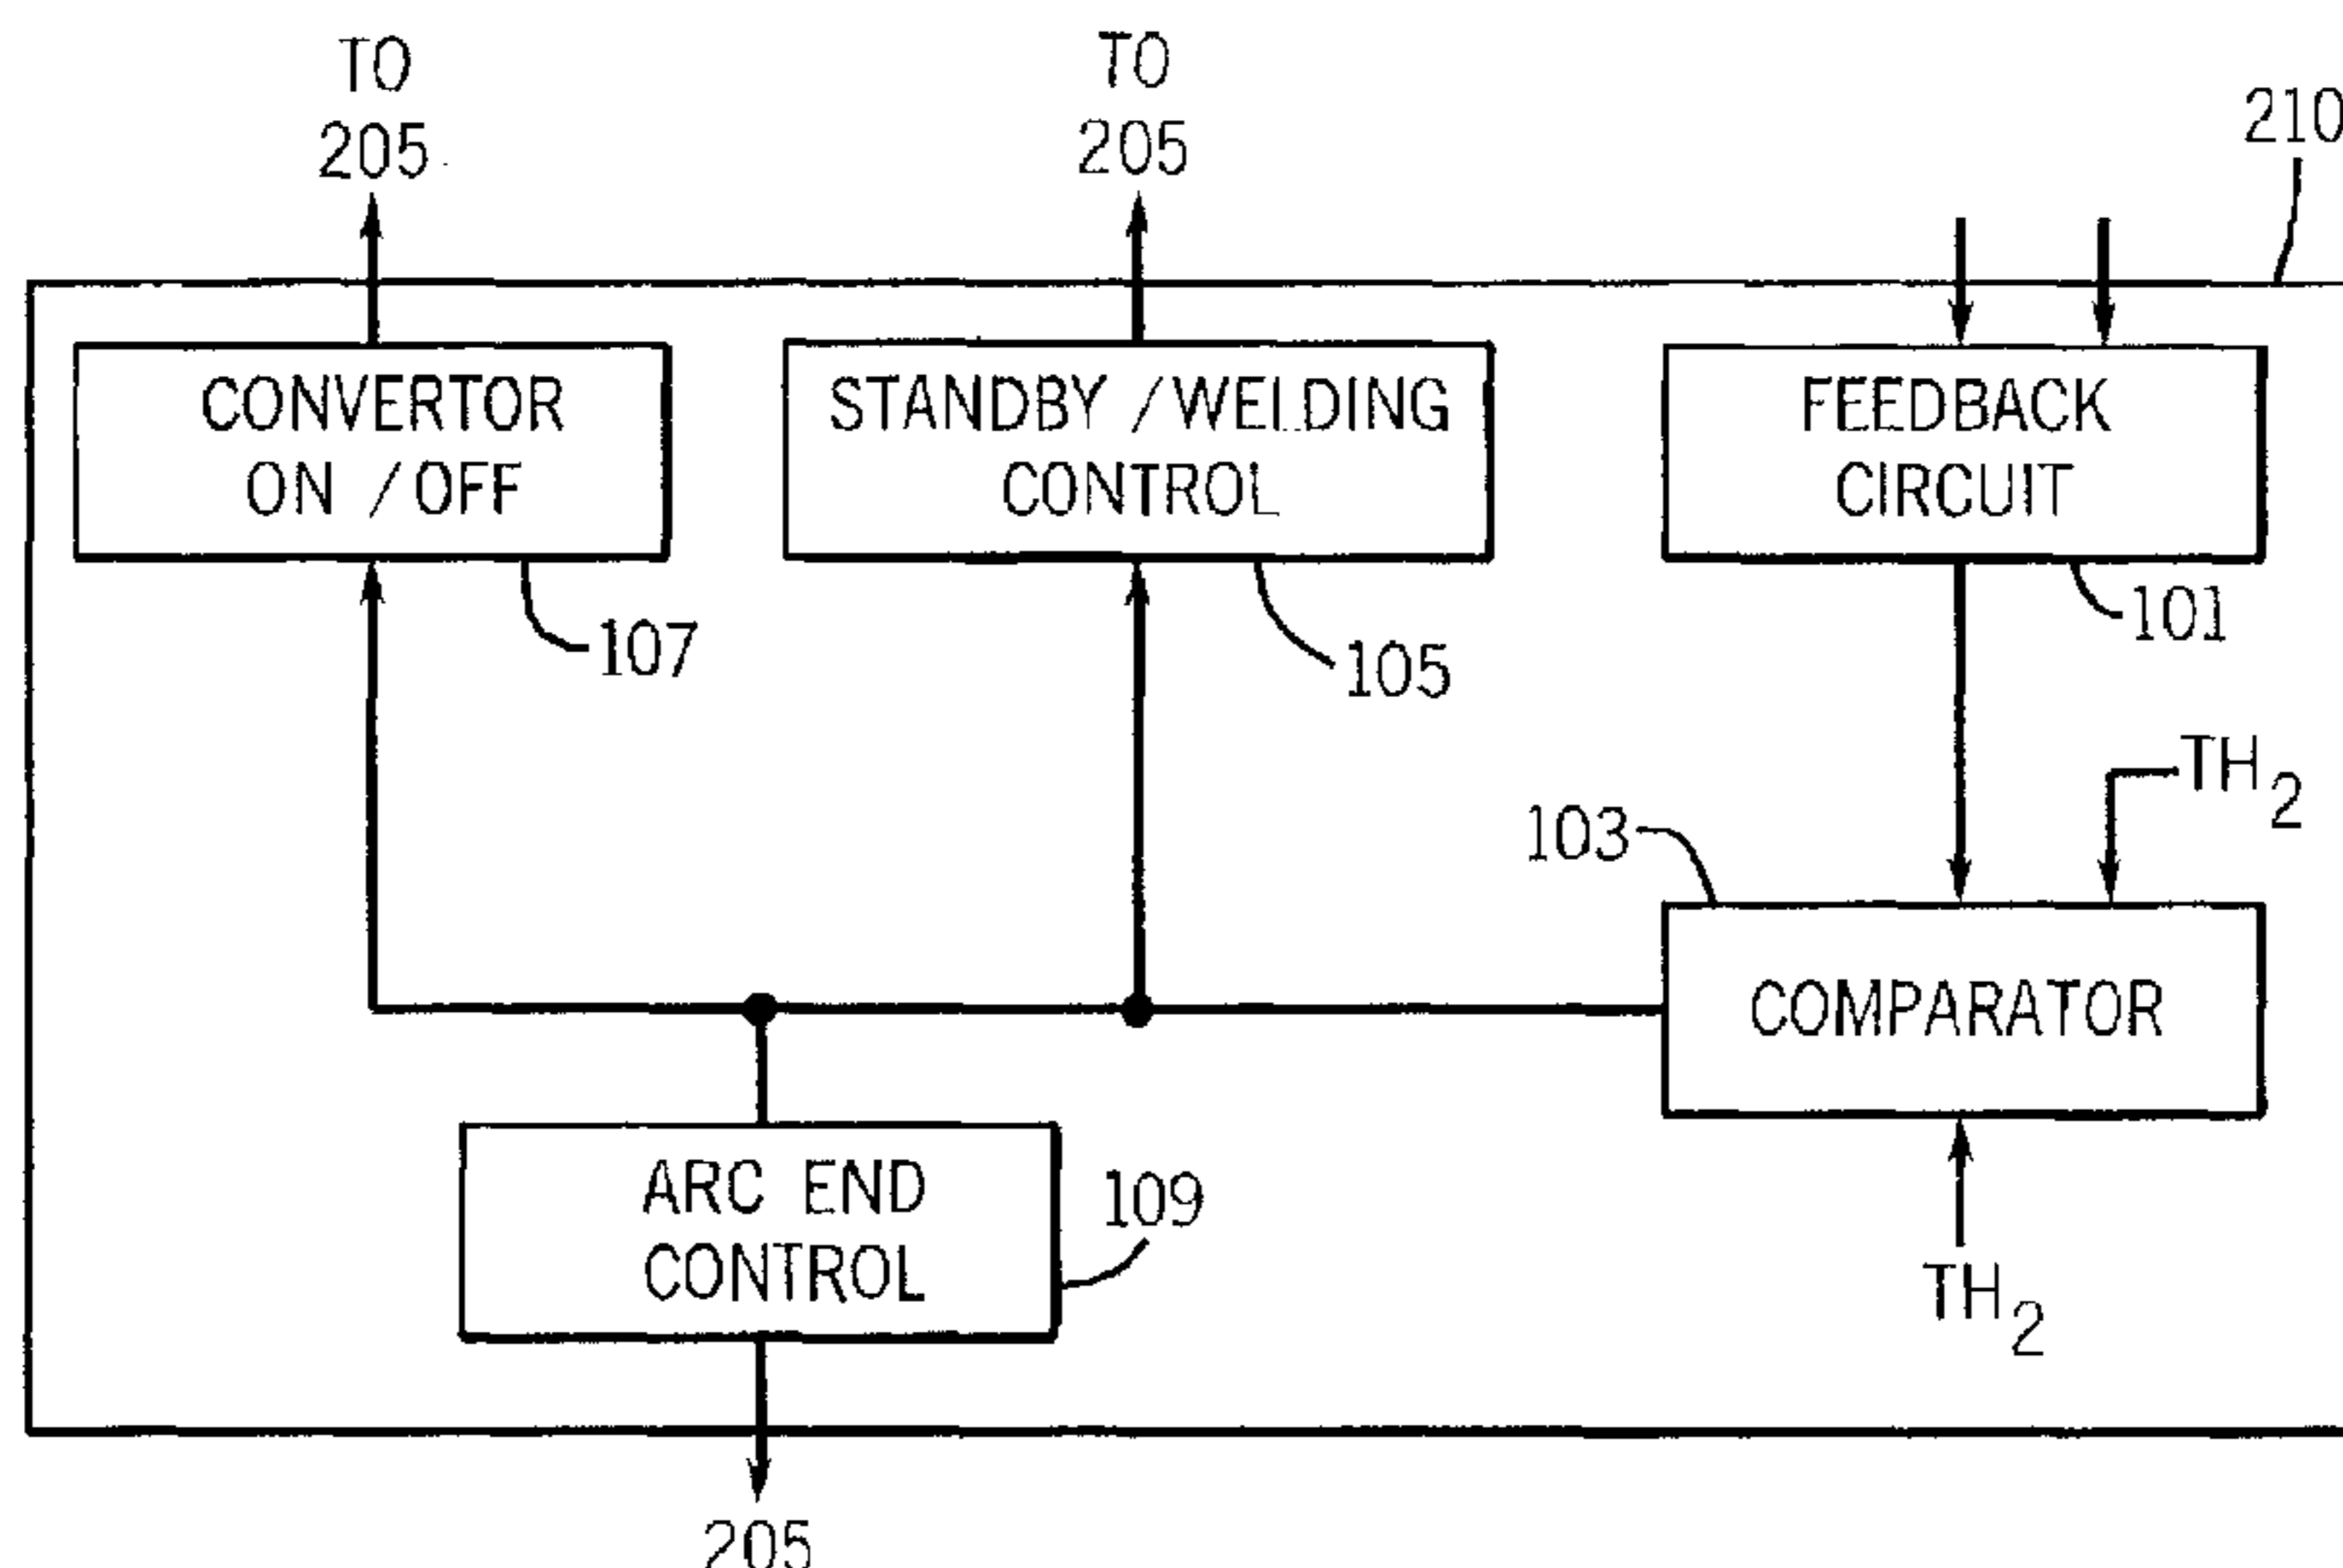 TO
205
TO
205
210
CONVERTOR
ON / OFF
STANDBY / WELDING
CONTROL
FEEDBACK
CIRCUIT
107
105
101
TH2
103
COMPARATOR
ARC END
CONTROL
109
TH2
205